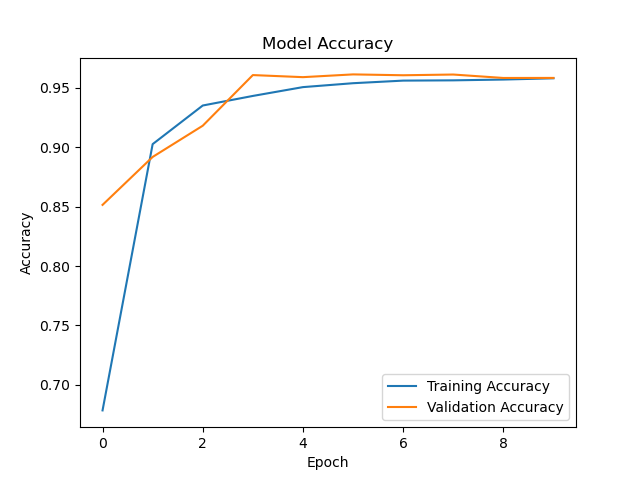 Model Accuracy
Accuracy
0.95
0.90
0.85
0.80
0.75
0.70
Training Accuracy
Validation Accuracy
0 2 4 6 8
Epoch